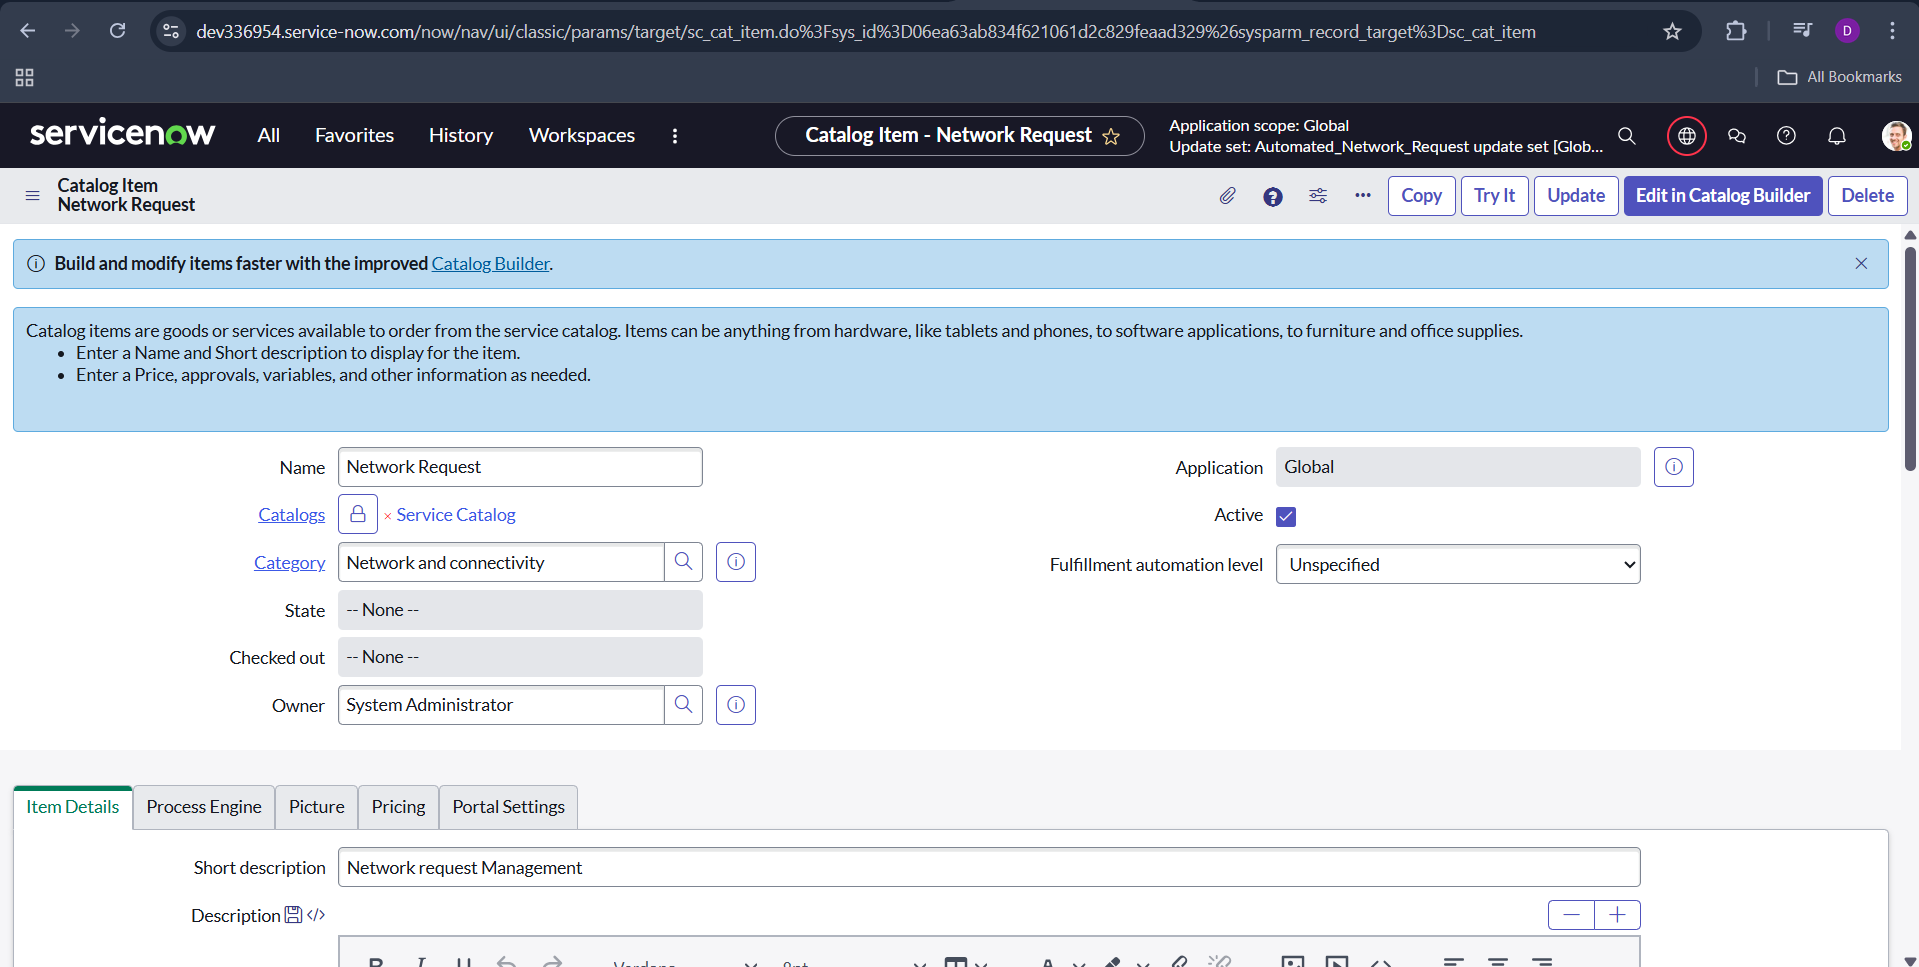 dev336954.service-now.com/now/nav/ui/classic/params/target/sc_cat_item.do%3Fsys_id%3D06ea63ab834f621061d2c829feaad329%26sysparm_record_target%3Dsc_cat_item
D
All Bookmarks
servicenow
All
Favorites
History
Workspaces
Catalog Item - Network Request
Application scope: Global
Update set: Automated_Network_Request update set [Glob...
Catalog Item
Network Request
Copy
Try It
Update
Edit in Catalog Builder
Delete
Build and modify items faster with the improved Catalog Builder.
Catalog items are goods or services available to order from the service catalog. Items can be anything from hardware, like tablets and phones, to software applications, to furniture and office supplies.
• Enter a Name and Short description to display for the item.
• Enter a Price, approvals, variables, and other information as needed.
Name
Network Request
Application
Global
Catalogs
× Service Catalog
Active
Category
Network and connectivity
Fulfillment automation level
Unspecified
State
-- None --
Checked out
-- None --
Owner
System Administrator
Item Details
Process Engine
Picture
Pricing
Portal Settings
Short description
Network request Management
Description
B I U Verdana 8pt A